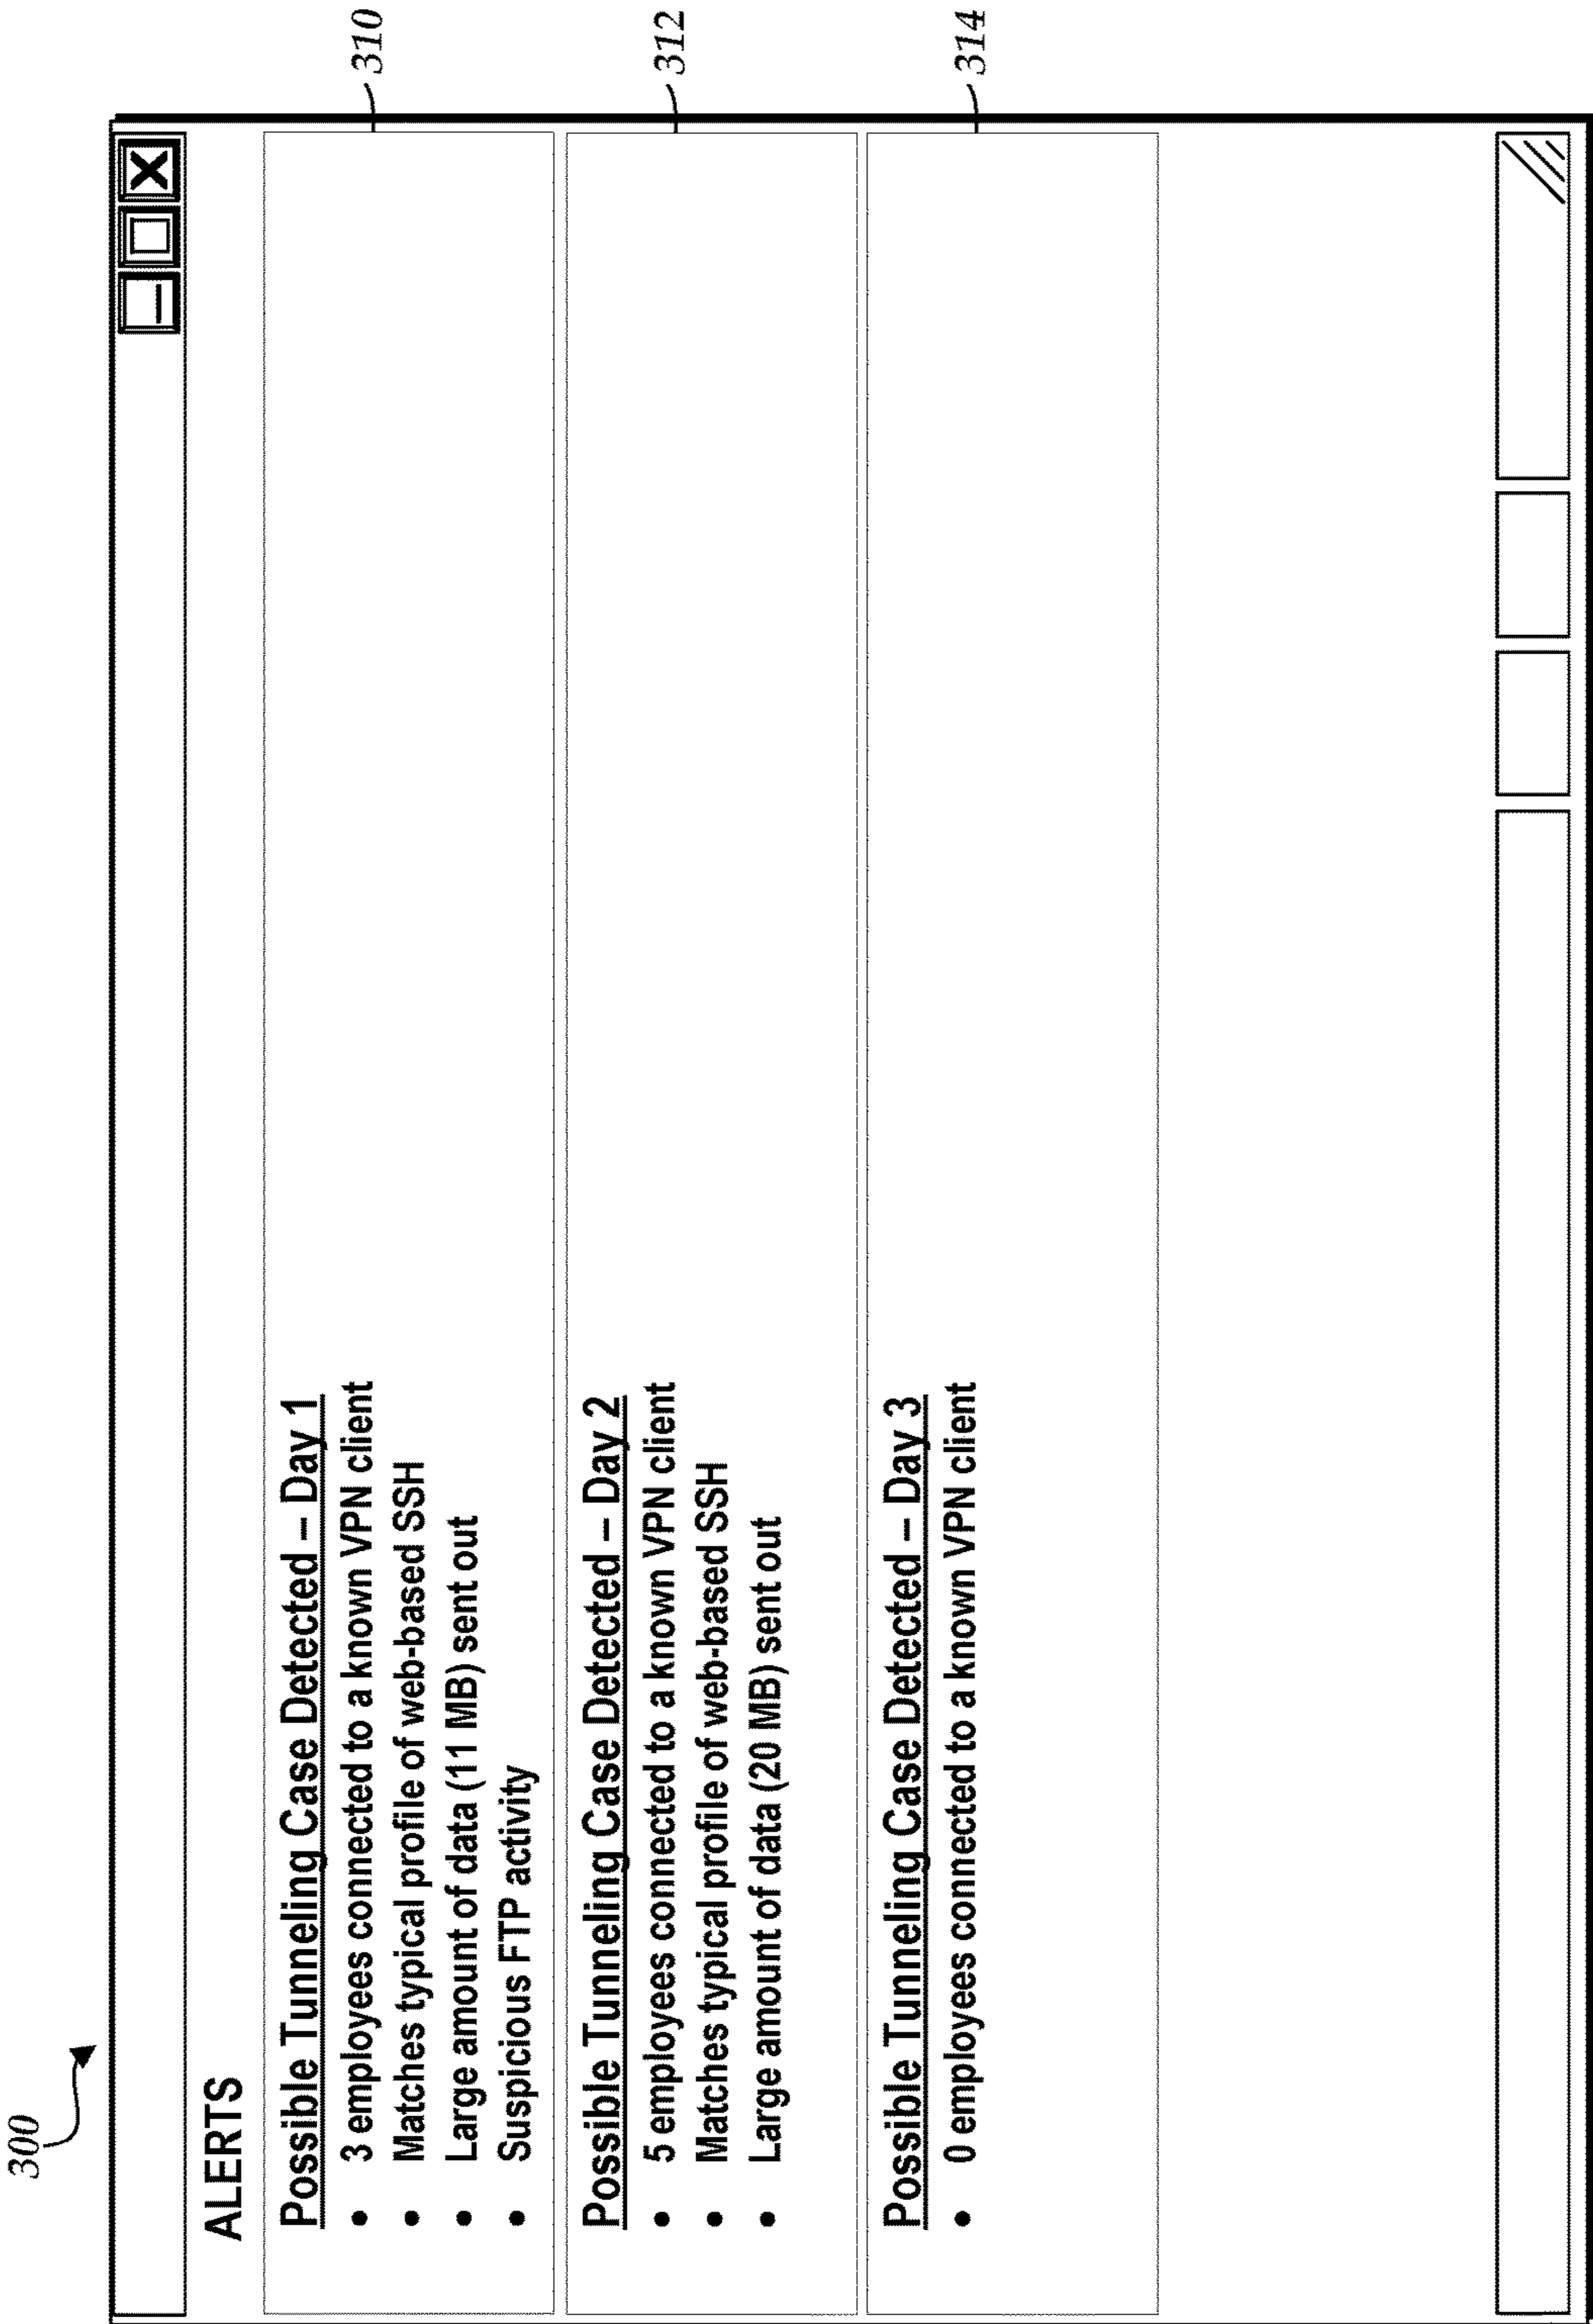 300
ALERTS
Possible Tunneling Case Detected – Day 1
• 3 employees connected to a known VPN client
• Matches typical profile of web-based SSH
• Large amount of data (11 MB) sent out
• Suspicious FTP activity
310
Possible Tunneling Case Detected – Day 2
• 5 employees connected to a known VPN client
• Matches typical profile of web-based SSH
• Large amount of data (20 MB) sent out
312
Possible Tunneling Case Detected – Day 3
• 0 employees connected to a known VPN client
314